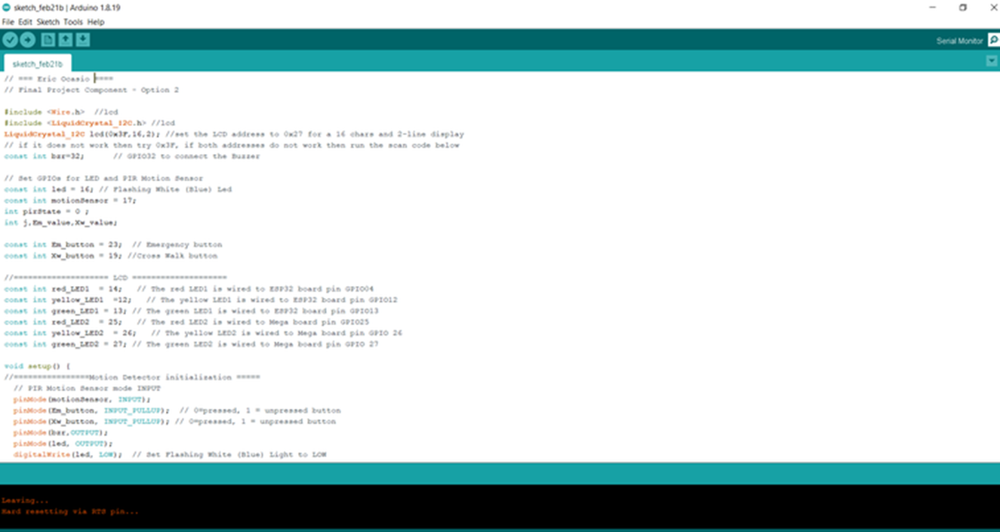 sketch_feb21b | Arduino 1.8.19
File Edit Sketch Tools Help
Serial Monitor
sketch_feb21b
// === Eric Ocasio ====
// Final Project Component - Option 2
#include <Wire.h>  //lcd
#include <LiquidCrystal_I2C.h> //lcd
LiquidCrystal_I2C lcd(0x3F,16,2); //set the LCD address to 0x27 for a 16 chars and 2-line display
// if it does not work then try 0x3F, if both addresses do not work then run the scan code below
const int bzr=32;      // GPIO32 to connect the Buzzer
// Set GPIOs for LED and PIR Motion Sensor
const int led = 16; // Flashing White (Blue) Led
const int motionSensor = 17;
int pirState = 0 ;
int j,Em_value,Xw_value;
const int Em_button = 23;  // Emergency button
const int Xw_button = 19; //Cross Walk button
//==================== LCD ====================
const int red_LED1  = 14;   // The red LED1 is wired to ESP32 board pin GPIO04
const int yellow_LED1  =12;   // The yellow LED1 is wired to ESP32 board pin GPIO12
const int green_LED1 = 13; // The green LED1 is wired to ESP32 board pin GPIO13
const int red_LED2  = 25;   // The red LED2 is wired to Mega board pin GPIO25
const int yellow_LED2  = 26;   // The yellow LED2 is wired to Mega board pin GPIO 26
const int green_LED2 = 27; // The green LED2 is wired to Mega board pin GPIO 27
void setup() {
//================Motion Detector initialization =====
// PIR Motion Sensor mode INPUT
pinMode(motionSensor, INPUT);
pinMode(Em_button, INPUT_PULLUP);  // 0=pressed, 1 = unpressed button
pinMode(Xw_button, INPUT_PULLUP); // 0=pressed, 1 = unpressed button
pinMode(bzr,OUTPUT);
pinMode(led, OUTPUT);
digitalWrite(led, LOW);  // Set Flashing White (Blue) Light to LOW
Leaving...
Hard resetting via RTS pin...